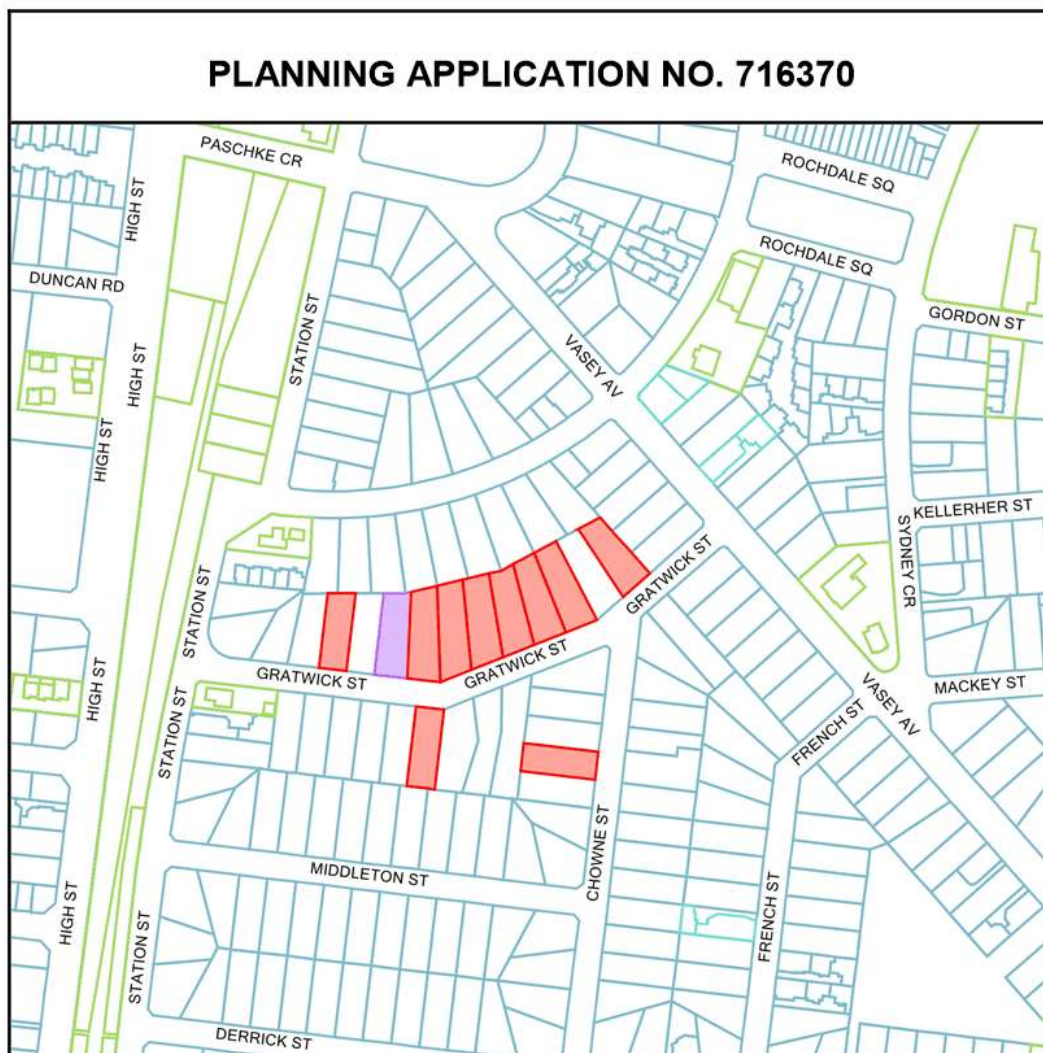 PLANNING APPLICATION NO. 716370
PASCHKE CR
ROCHDALE SQ
HIGH ST
ROCHDALE SQ
DUNCAN RD
GORDON ST
STATION ST
HIGH ST
VASEY AV
HIGH ST
KELLERHER ST
SYDNEY CR
GRATWICK ST
STATION ST
GRATWICK ST
GRATWICK ST
HIGH ST
MACKEY ST
VASEY AV
STATION ST
FRENCH ST
CHOWNE ST
MIDDLETON ST
HIGH ST
FRENCH ST
STATION ST
DERRICK ST